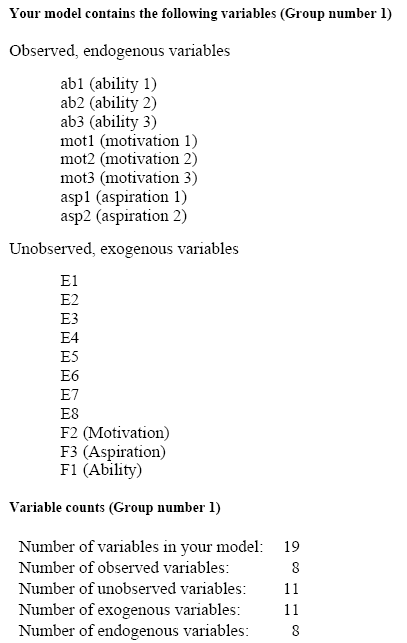 Your model contains the following variables (Group number 1)
Observed, endogenous variables
ab1 (ability 1)
ab2 (ability 2)
ab3 (ability 3)
mot1 (motivation 1)
mot2 (motivation 2)
mot3 (motivation 3)
asp1 (aspiration 1)
asp2 (aspiration 2)
Unobserved, exogenous variables
E1
E2
E3
E4
E5
E6
E7
E8
F2 (Motivation)
F3 (Aspiration)
F1 (Ability)
Variable counts (Group number 1)
Number of variables in your model: 19
Number of observed variables: 8
Number of unobserved variables: 11
Number of exogenous variables: 11
Number of endogenous variables: 8